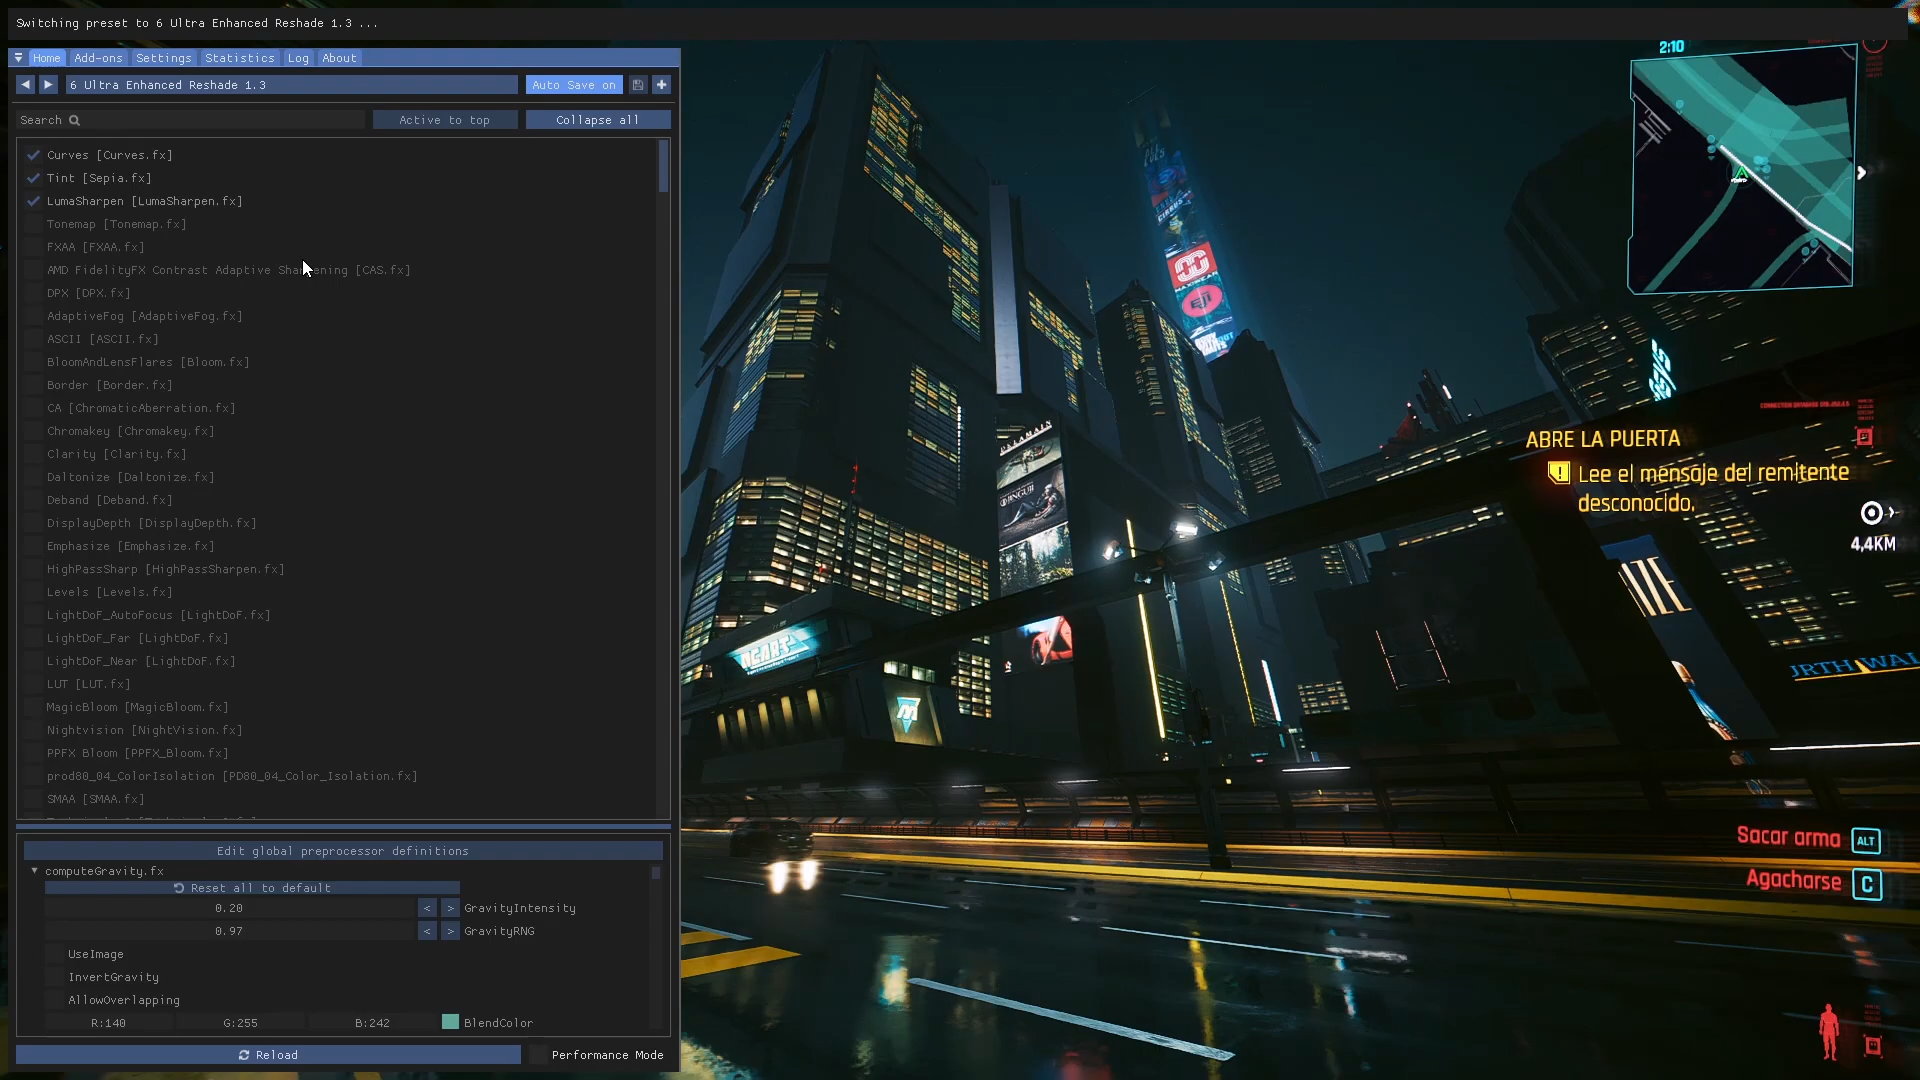 Switching preset to 6 Ultra Enhanced Reshade 1.3 ...
Home Add-ons Settings Statistics Log About
6 Ultra Enhanced Reshade 1.3
Auto Save on
Search
Active to top
Collapse all
Curves [Curves.fx]
Tint [Sepia.fx]
LumaSharpen [LumaSharpen.fx]
Tonemap [Tonemap.fx]
FXAA [FXAA.fx]
AMD FidelityFX Contrast Adaptive Sharpening [CAS.fx]
DPX [DPX.fx]
AdaptiveFog [AdaptiveFog.fx]
ASCII [ASCII.fx]
BloomAndLensFlares [Bloom.fx]
Border [Border.fx]
CA [ChromaticAberration.fx]
Chromakey [Chromakey.fx]
Clarity [Clarity.fx]
Daltonize [Daltonize.fx]
Deband [Deband.fx]
DisplayDepth [DisplayDepth.fx]
Emphasize [Emphasize.fx]
HighPassSharp [HighPassSharpen.fx]
Levels [Levels.fx]
LightDoF_AutoFocus [LightDoF.fx]
LightDoF_Far [LightDoF.fx]
LightDoF_Near [LightDoF.fx]
LUT [LUT.fx]
MagicBloom [MagicBloom.fx]
Nightvision [NightVision.fx]
PPFX Bloom [PPFX_Bloom.fx]
prod80_04_ColorIsolation [PD80_04_Color_Isolation.fx]
SMAA [SMAA.fx]
Edit global preprocessor definitions
computeGravity.fx
Reset all to default
0.20 < > GravityIntensity
0.97 < > GravityRNG
UseImage
InvertGravity
AllowOverlapping
R:140 G:255 B:242 BlendColor
Reload
Performance Mode
2:10
ABRE LA PUERTA
Lee el mensaje del remitente
desconocido.
4,4KM
DELAMAIN
JINGUJI
EJI
URTH WAL
Sacar arma ALT
Agacharse C